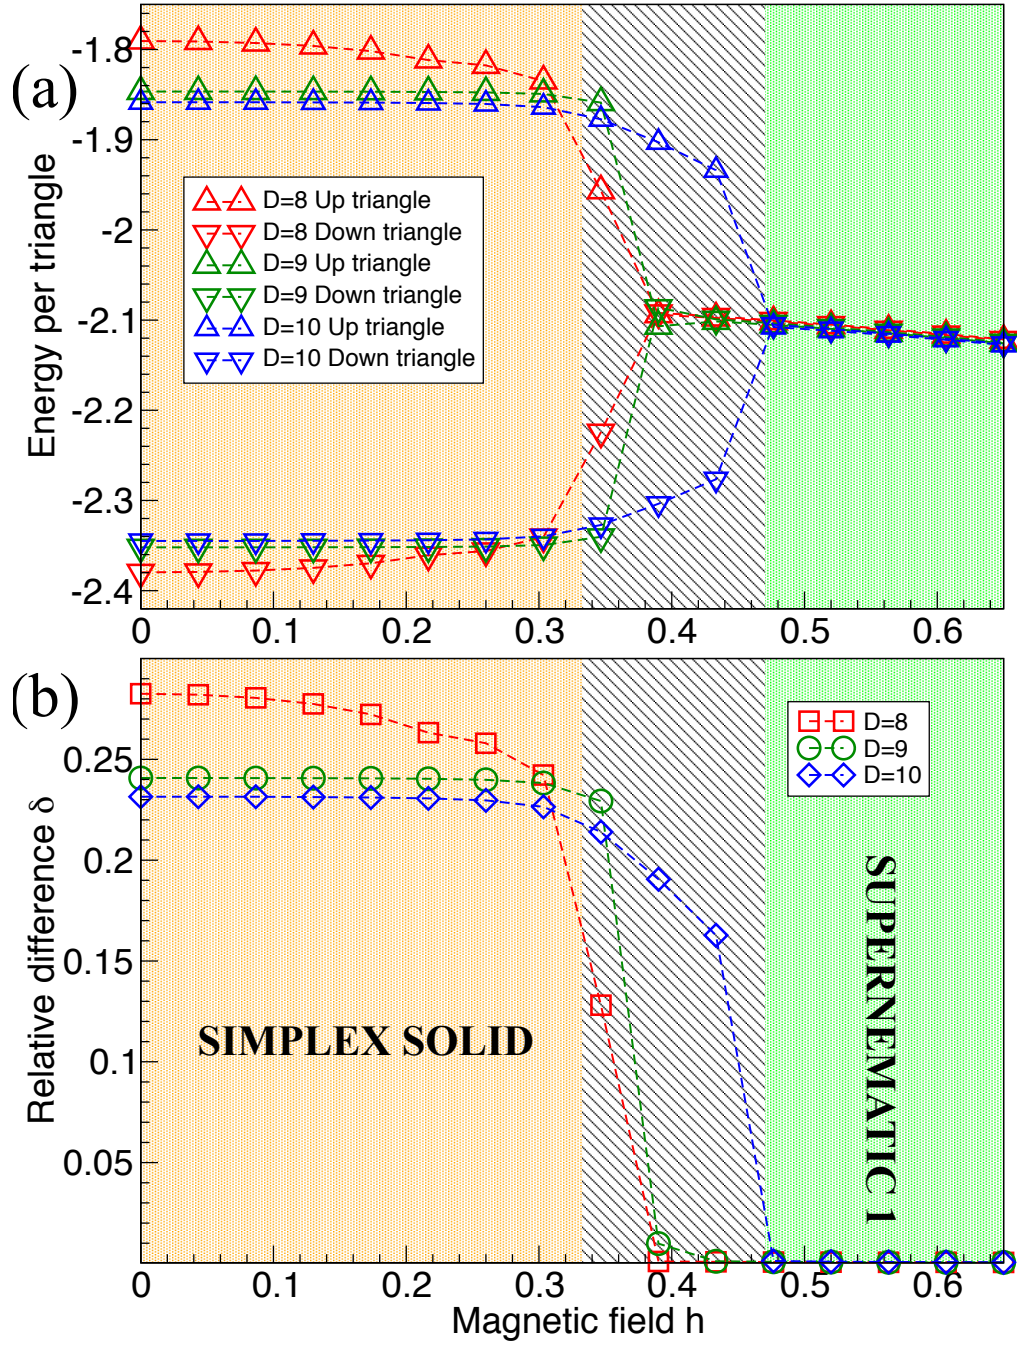 (a)
Energy per triangle
-1.8
-1.9
-2
-2.1
-2.2
-2.3
-2.4
D=8 Up triangle
D=8 Down triangle
D=9 Up triangle
D=9 Down triangle
D=10 Up triangle
D=10 Down triangle
0 0.1 0.2 0.3 0.4 0.5 0.6
(b)
Relative difference δ
0.25
0.2
0.15
0.1
0.05
D=8
D=9
D=10
SIMPLEX SOLID
SUPERNEMATIC 1
0 0.1 0.2 0.3 0.4 0.5 0.6
Magnetic field h